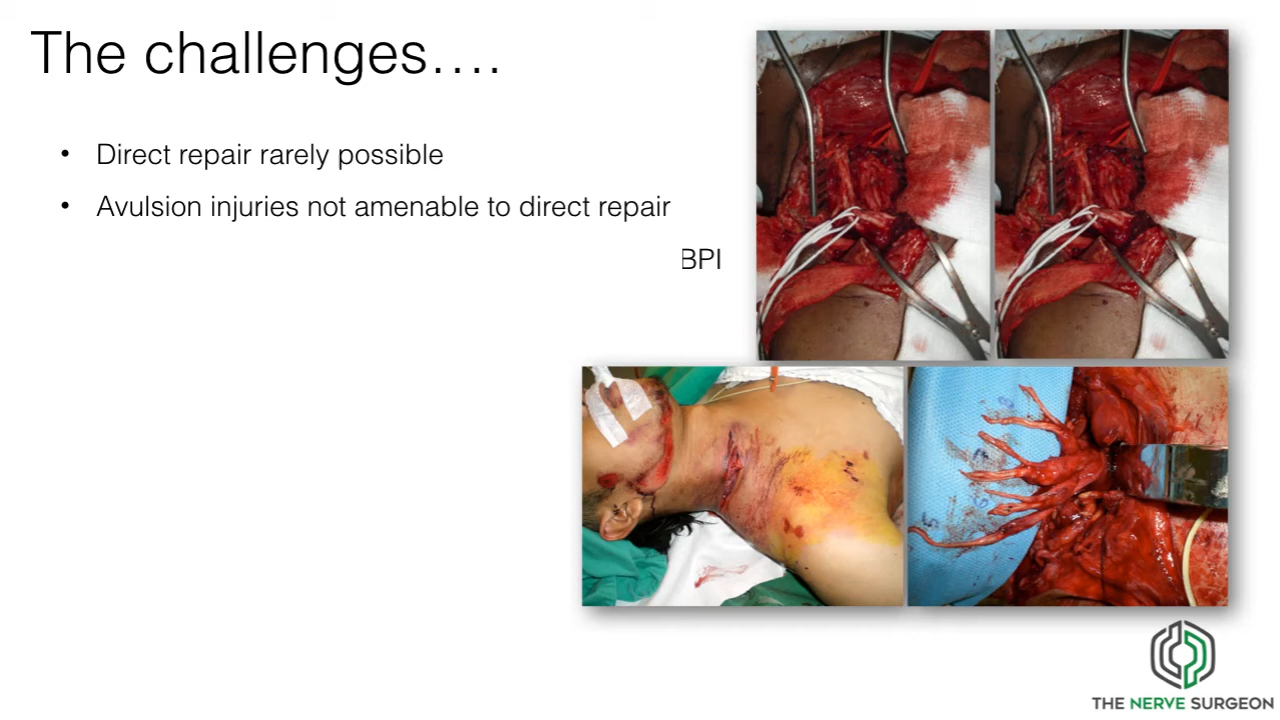 The challenges….
• Direct repair rarely possible
• Avulsion injuries not amenable to direct repair
BPI
THE NERVE SURGEON